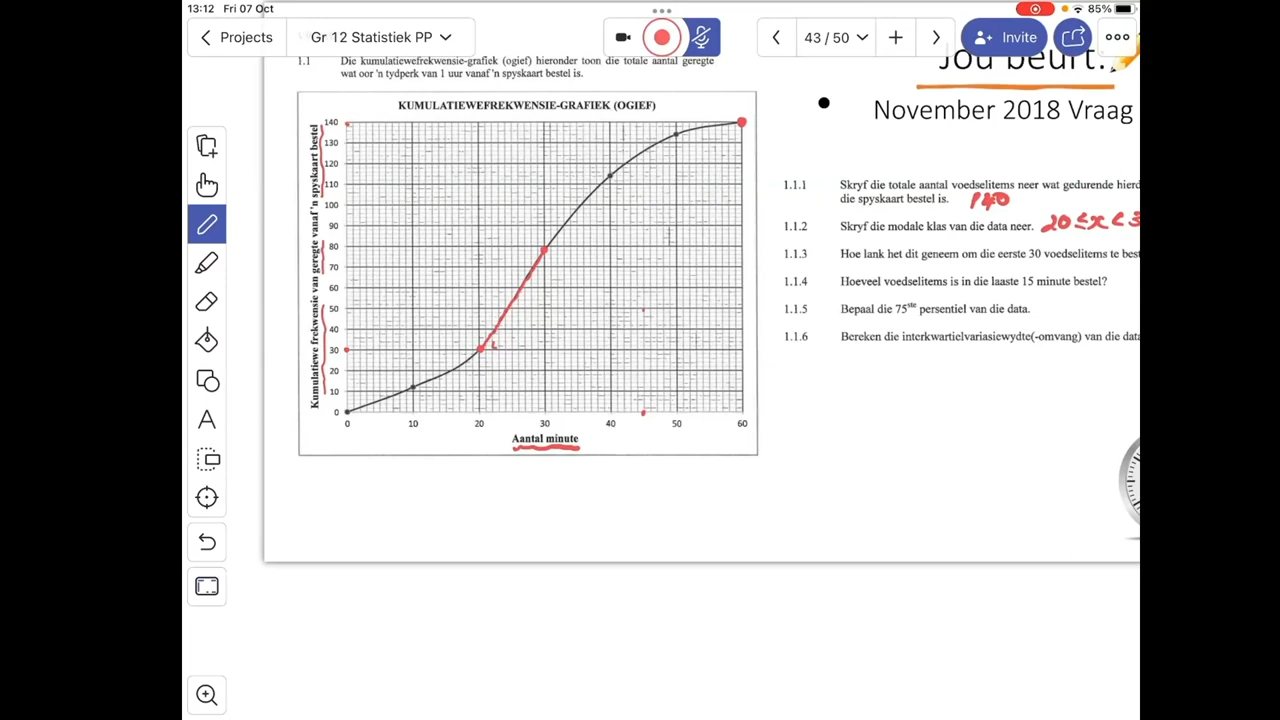 13:12 Fri 07 Oct
85%
Projects
Gr 12 Statistiek PP
43 / 50
Invite
1.1 Die kumulatiewefrekwensie-grafiek (ogief) hieronder toon die totale aantal geregte
wat oor 'n tydperk van 1 uur vanaf 'n spyskaart bestel is.
KUMULATIEWEFREKWENSIE-GRAFIEK (OGIEF)
Kumulatiewe frekwensie van geregte vanaf 'n spyskaart bestel
140
130
120
110
100
90
80
70
60
50
40
30
20
10
0
0 10 20 30 40 50 60
Aantal minute
Jou beurt!
November 2018 Vraag
1.1.1 Skryf die totale aantal voedselitems neer wat gedurende hierd
die spyskaart bestel is. 140
1.1.2 Skryf die modale klas van die data neer. 20 ≤ x < 3
1.1.3 Hoe lank het dit geneem om die eerste 30 voedselitems te best
1.1.4 Hoeveel voedselitems is in die laaste 15 minute bestel?
1.1.5 Bepaal die 75ste persentiel van die data.
1.1.6 Bereken die interkwartielvariasiewydte(-omvang) van die data